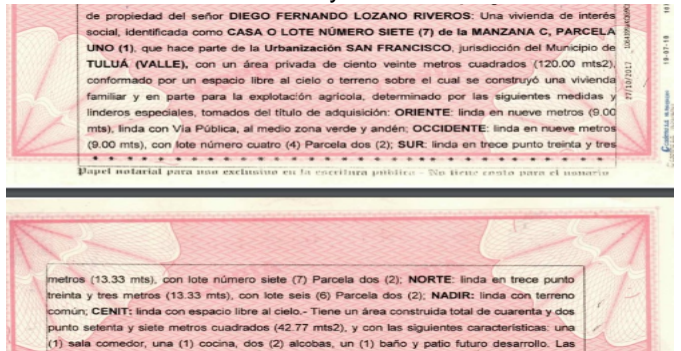 de propiedad del señor DIEGO FERNANDO LOZANO RIVEROS: Una vivienda de interés
social, identificada como CASA O LOTE NÚMERO SIETE (7) de la MANZANA C, PARCELA
UNO (1), que hace parte de la Urbanización SAN FRANCISCO, jurisdicción del Municipio de
TULUÁ (VALLE), con un área privada de ciento veinte metros cuadrados (120.00 mts2),
conformado por un espacio libre al cielo o terreno sobre el cual se construyó una vivienda
familiar y en parte para la explotación agrícola, determinado por las siguientes medidas y
linderos especiales, tomados del título de adquisición: ORIENTE: linda en nueve metros (9.00
mts), linda con Vía Pública, al medio zona verde y andén; OCCIDENTE: linda en nueve metros
(9.00 mts), con lote número cuatro (4) Parcela dos (2); SUR: linda en trece punto treinta y tres
Papel notarial para uso exclusivo en la escritura pública - No tiene costo para el usuario
27/10/2017
19-07-18
metros (13.33 mts), con lote número siete (7) Parcela dos (2); NORTE: linda en trece punto
treinta y tres metros (13.33 mts), con lote seis (6) Parcela dos (2); NADIR: linda con terreno
común; CENIT: linda con espacio libre al cielo.- Tiene un área construida total de cuarenta y dos
punto setenta y siete metros cuadrados (42.77 mts2), y con las siguientes características: una
(1) sala comedor, una (1) cocina, dos (2) alcobas, un (1) baño y patio futuro desarrollo. Las